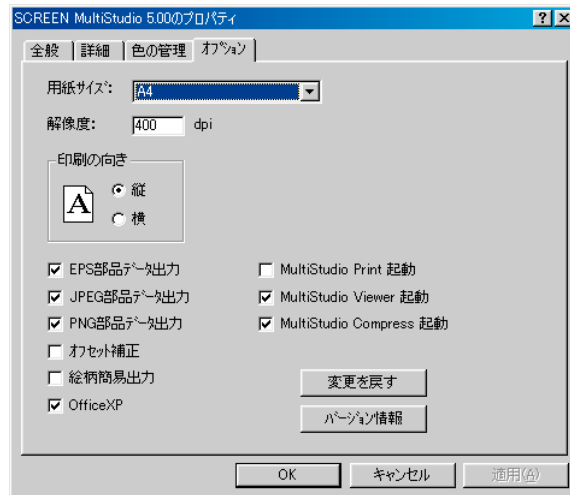 SCREEN MultiStudio 5.00のプロパティ
全般 詳細 色の管理 ｵﾌﾟｼｮﾝ
用紙ｻｲｽﾞ: A4
解像度: 400 dpi
印刷の向き
A
縦
横
EPS部品ﾃﾞｰﾀ出力
JPEG部品ﾃﾞｰﾀ出力
PNG部品ﾃﾞｰﾀ出力
ｵﾌｾｯﾄ補正
絵柄簡易出力
OfficeXP
MultiStudio Print 起動
MultiStudio Viewer 起動
MultiStudio Compress 起動
変更を戻す
ﾊﾞｰｼﾞｮﾝ情報
OK キャンセル 適用(A)